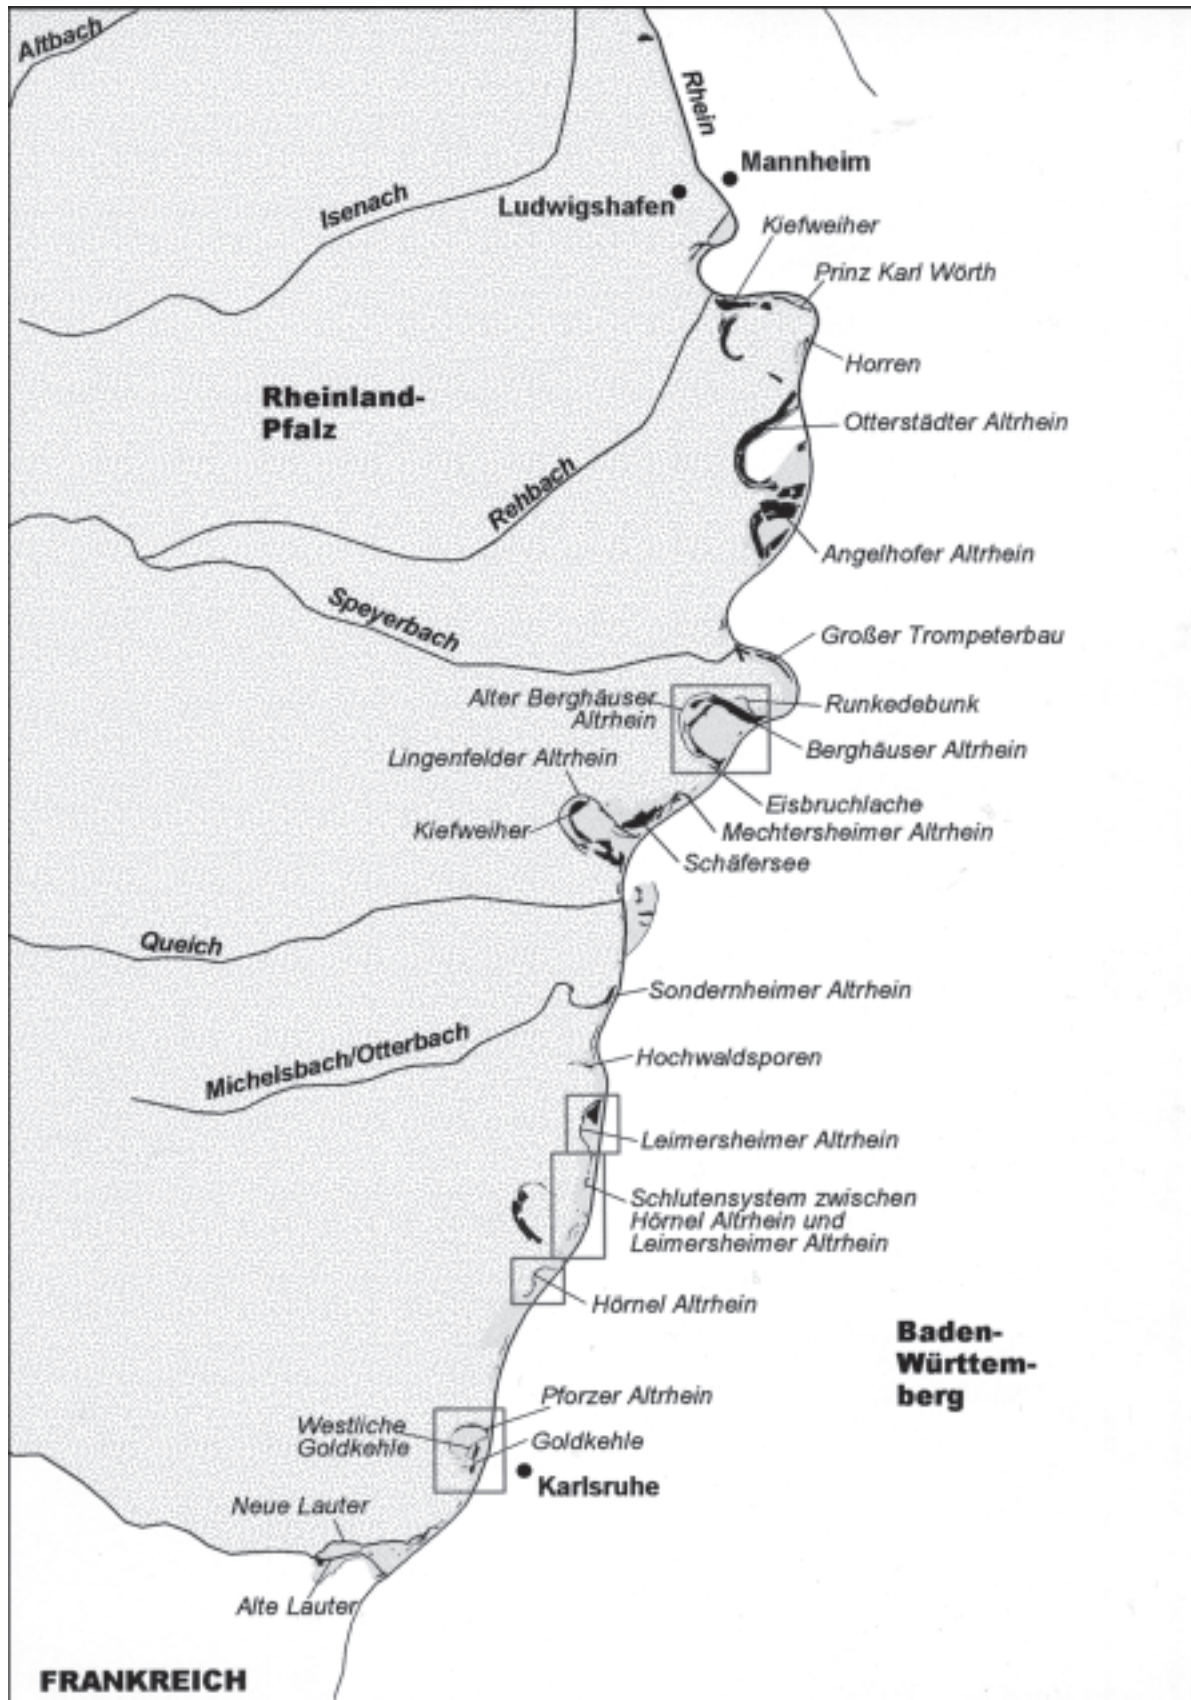 Altbach
Rhein
Mannheim
Isenach
Ludwigshafen
Kiefweiher
Prinz Karl Wörth
Horren
Rheinland-
Pfalz
Otterstädter Altrhein
Rehbach
Angelhofer Altrhein
Speyerbach
Großer Trompeterbau
Alter Berghäuser
Altrhein
Runkedebunk
Berghäuser Altrhein
Lingenfelder Altrhein
Eisbruchlache
Kiefweiher
Mechtersheimer Altrhein
Schäfersee
Queich
Sondernheimer Altrhein
Michelsbach/Otterbach
Hochwaldsporen
Leimersheimer Altrhein
Schlutensystem zwischen
Hörnel Altrhein und
Leimersheimer Altrhein
Hörnel Altrhein
Baden-
Württem-
berg
Pforzer Altrhein
Westliche
Goldkehle
Goldkehle
Karlsruhe
Neue Lauter
Alte Lauter
FRANKREICH